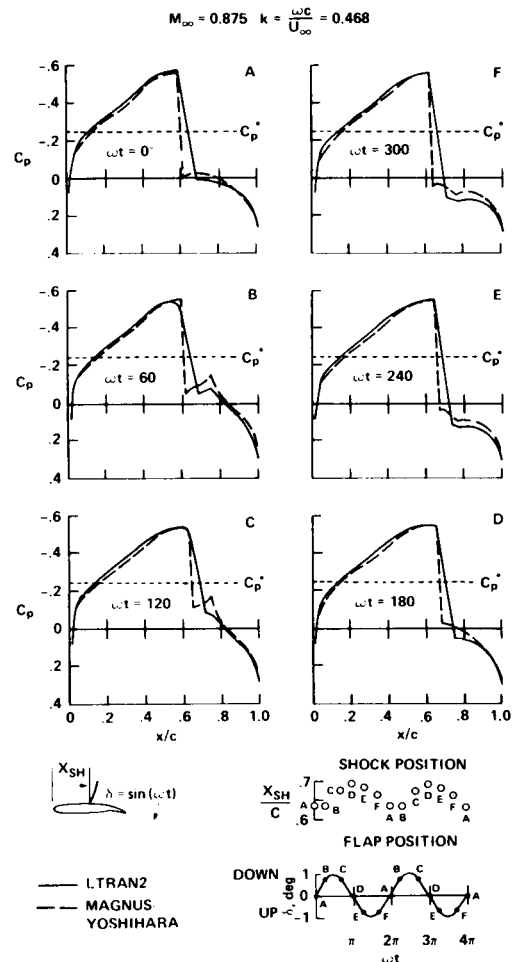 M∞ = 0.875 k = ωc/U∞ = 0.468
A
-.6
-.4
-.2
0
.2
.4
Cp
Cp*
ωt = 0°
F
Cp*
ωt = 300
B
-.6
-.4
-.2
0
.2
.4
Cp
Cp*
ωt = 60
E
Cp*
ωt = 240
C
-.6
-.4
-.2
0
.2
.4
Cp
Cp*
ωt = 120
0 .2 .4 .6 .8 1.0
x/c
D
Cp*
ωt = 180
0 .2 .4 .6 .8 1.0
x/c
XSH
δ = sin (ωt)
SHOCK POSITION
XSH/C
.7
.6
A B C D E F A B C D E F A
FLAP POSITION
DOWN
UP
δ, deg
1
0
-1
A B C D E F A B C D E F A
π 2π 3π 4π
ωt
LTRAN2
MAGNUS-
YOSHIHARA